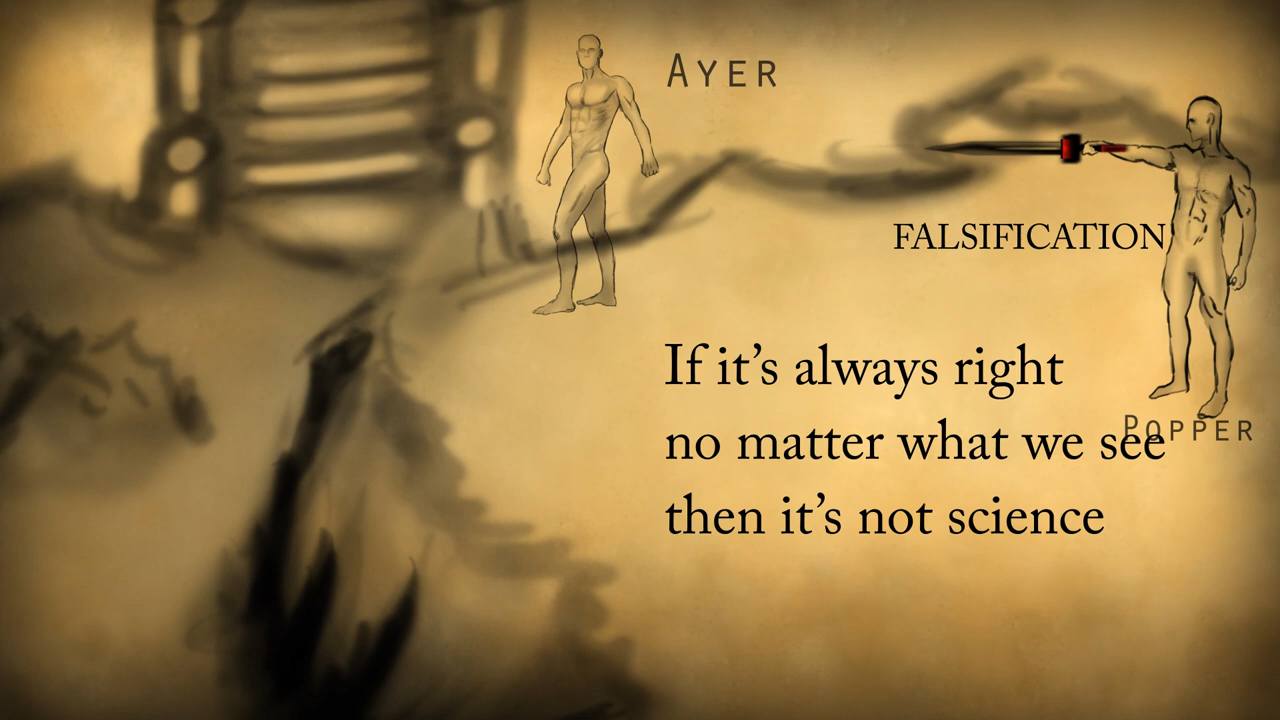 AYER
FALSIFICATION
If it's always right
no matter what we see
then it's not science
POPPER